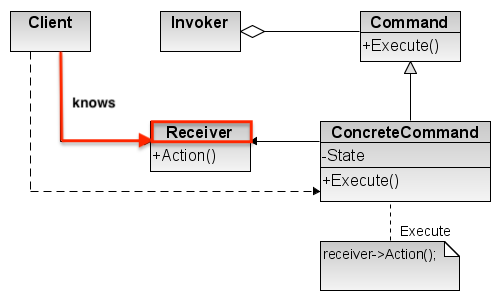 Client
Invoker
Command
+Execute()
knows
Receiver
+Action()
ConcreteCommand
-State
+Execute()
Execute
receiver->Action();